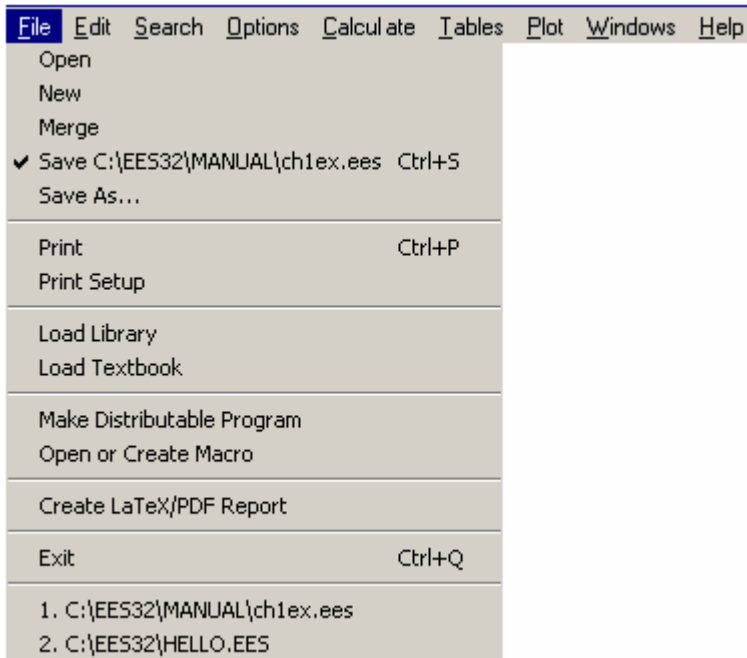 File Edit Search Options Calculate Tables Plot Windows Help
Open
New
Merge
✔ Save C:\EES32\MANUAL\ch1ex.ees Ctrl+S
Save As...
Print Ctrl+P
Print Setup
Load Library
Load Textbook
Make Distributable Program
Open or Create Macro
Create LaTeX/PDF Report
Exit Ctrl+Q
1. C:\EES32\MANUAL\ch1ex.ees
2. C:\EES32\HELLO.EES